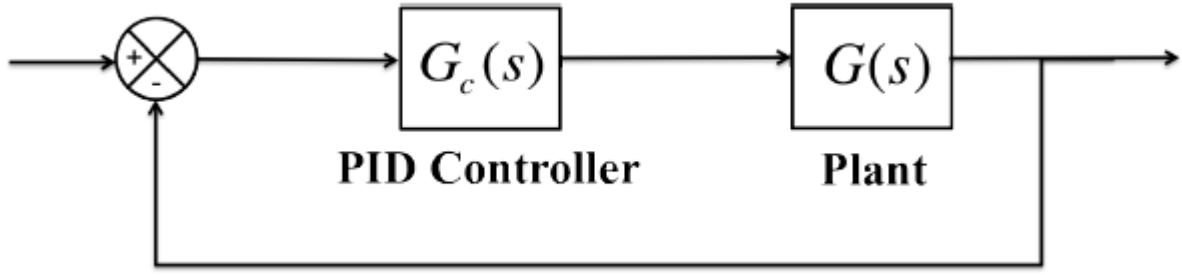 +
-
G_c(s)
G(s)
PID Controller
Plant